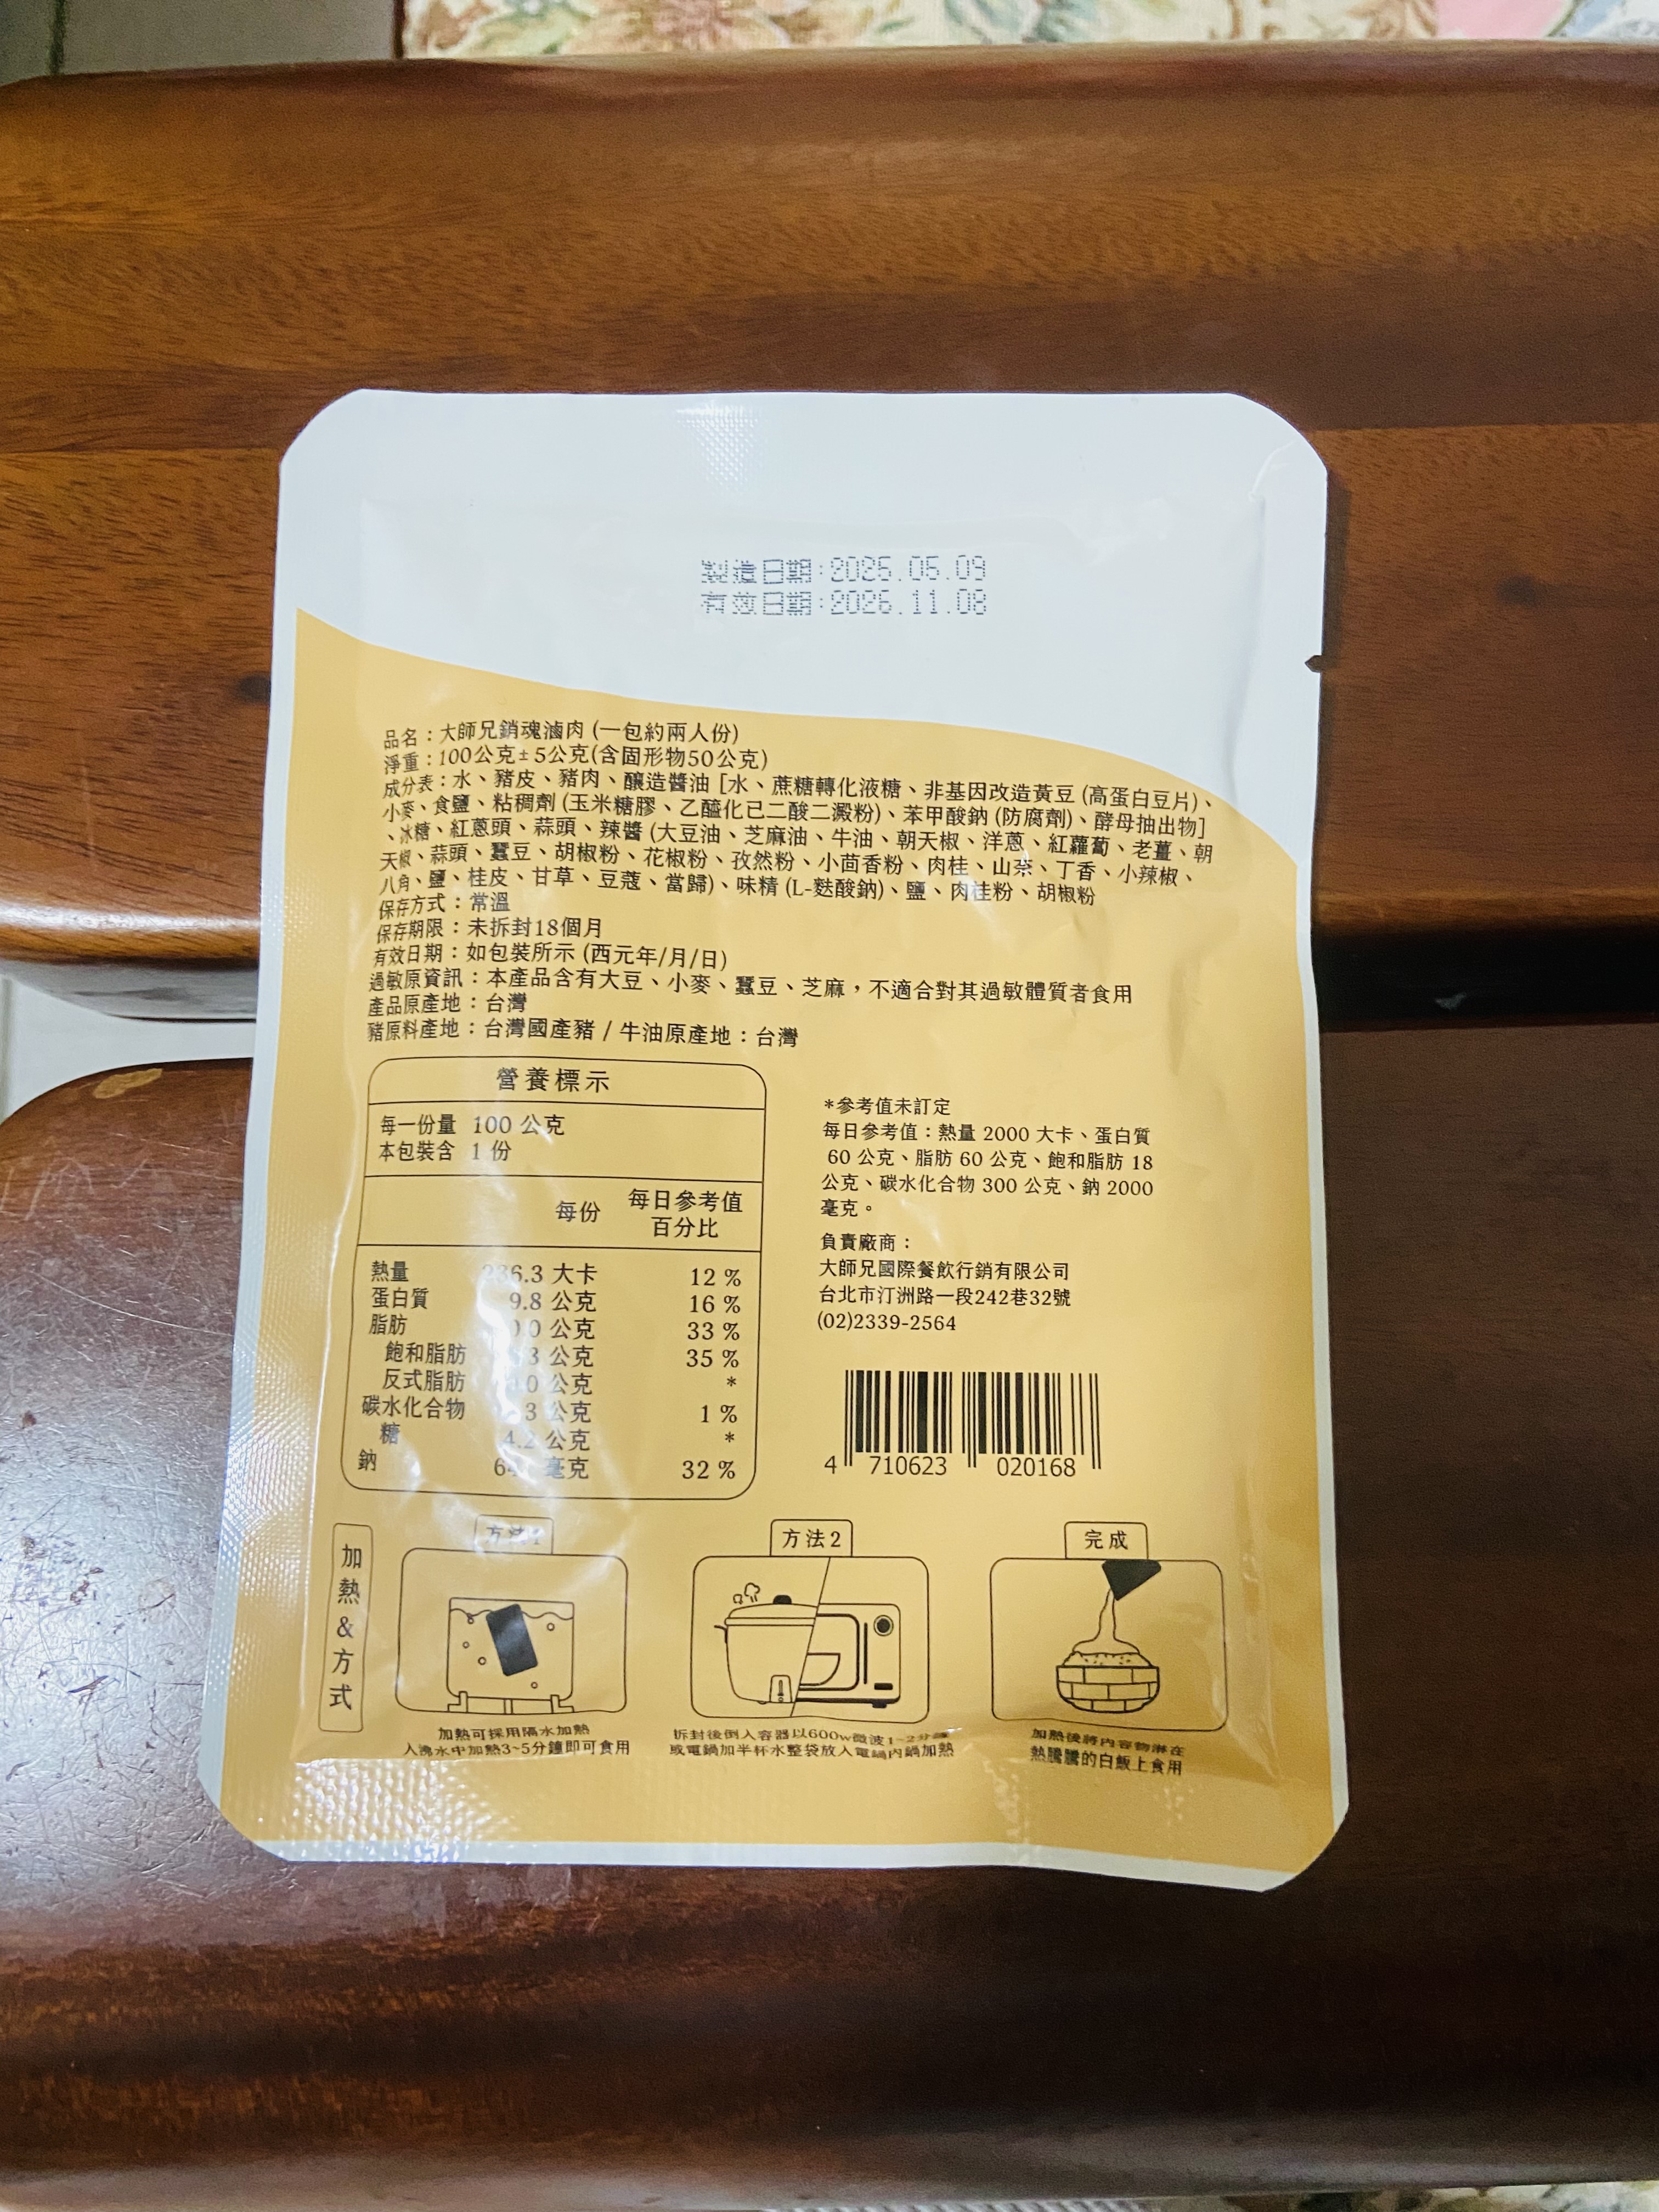 製造日期:2025.05.09
有效日期:2026.11.08
品名：大師兄銷魂滷肉 (一包約兩人份)
淨重：100公克±5公克(含固形物50公克)
成分表：水、豬皮、豬肉、釀造醬油 [水、蔗糖轉化液糖、非基因改造黃豆 (高蛋白豆片)、
小麥、食鹽、粘稠劑 (玉米糖膠、乙醯化己二酸二澱粉)、苯甲酸鈉 (防腐劑)、酵母抽出物]
、冰糖、紅蔥頭、蒜頭、辣醬 (大豆油、芝麻油、牛油、朝天椒、洋蔥、紅蘿蔔、老薑、朝
天椒、蒜頭、蠶豆、胡椒粉、花椒粉、孜然粉、小茴香粉、肉桂、山萘、丁香、小辣椒、
八角、鹽、桂皮、甘草、豆蔻、當歸)、味精 (L-麩酸鈉)、鹽、肉桂粉、胡椒粉
保存方式：常溫
保存期限：未拆封18個月
有效日期：如包裝所示 (西元年/月/日)
過敏原資訊：本產品含有大豆、小麥、蠶豆、芝麻，不適合對其過敏體質者食用
產品原產地：台灣
豬原料產地：台灣國產豬 / 牛油原產地：台灣
營養標示
每一份量 100 公克
本包裝含 1 份
每份 每日參考值
百分比
熱量 大卡 12 %
蛋白質 9.8 公克 16 %
脂肪 公克 33 %
飽和脂肪 公克 35 %
反式脂肪 公克 *
碳水化合物 公克 1 %
糖 4.2 公克 *
鈉 毫克 32 %
*參考值未訂定
每日參考值：熱量 2000 大卡、蛋白質
60 公克、脂肪 60 公克、飽和脂肪 18
公克、碳水化合物 300 公克、鈉 2000
毫克。
負責廠商：
大師兄國際餐飲行銷有限公司
台北市汀洲路一段242巷32號
(02)2339-2564
4 710623 020168
加熱&方式
方法1
加熱可採用隔水加熱
入沸水中加熱3~5分鐘即可食用
方法2
拆封後倒入容器以600w微波1~2分鐘
或電鍋加半杯水整袋放入電鍋內鍋加熱
完成
加熱後將內容物淋在
熱騰騰的白飯上食用